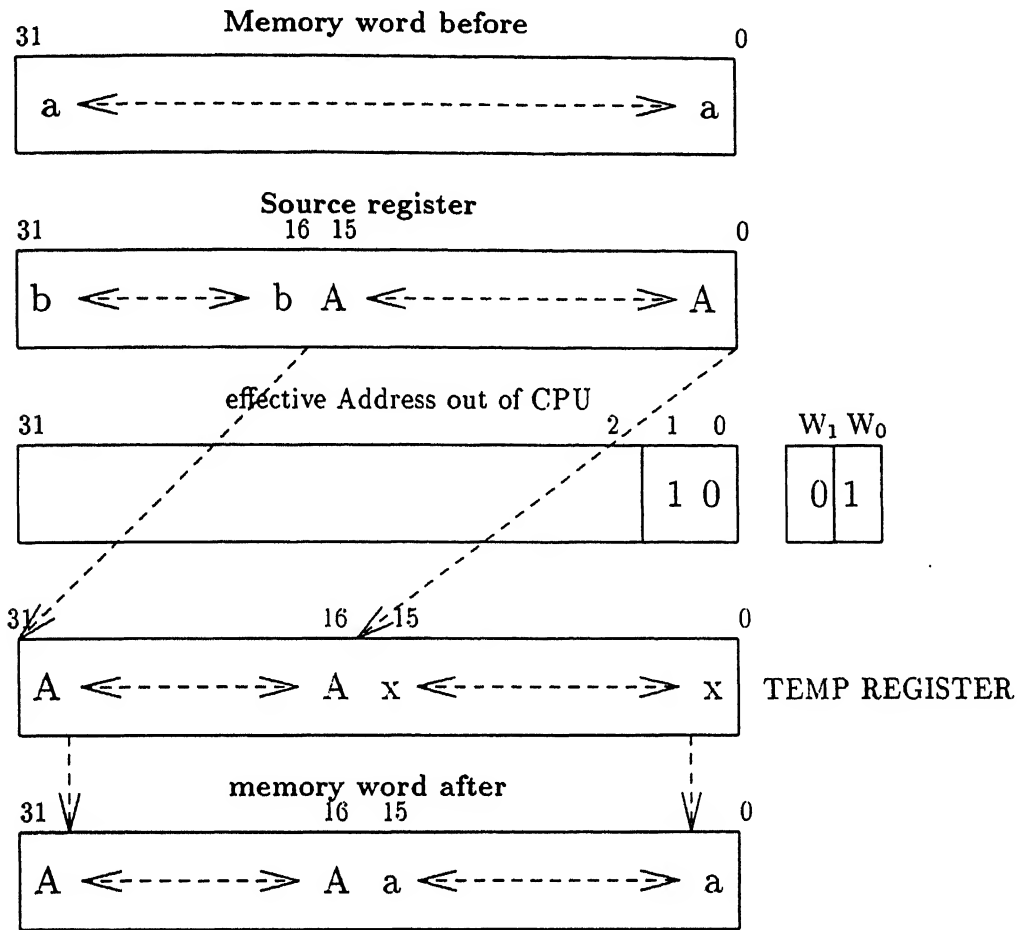 Memory word before
31 0
a a
Source register
31 16 15 0
b b A A
effective Address out of CPU
31 2 1 0 W₁ W₀
1 0 0 1
31 16 15 0
A A x x TEMP REGISTER
memory word after
31 16 15 0
A A a a